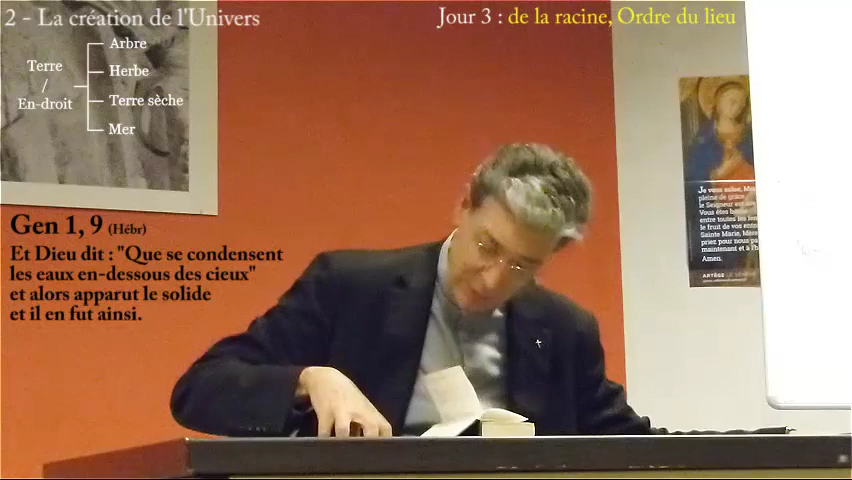 2 - La création de l'Univers
Jour 3 : de la racine, Ordre du lieu
Arbre
Terre
Herbe
/
En-droit
Terre sèche
Mer
Gen 1, 9 (Hébr)
Et Dieu dit : "Que se condensent
les eaux en-dessous des cieux"
et alors apparut le solide
et il en fut ainsi.
Je vous salue, Ma
pleine de grâce
le Seigneur est av
Vous êtes bé
entre toutes les fe
le fruit de vos en
Sainte Marie, Mère
priez pour nous pa
maintenant et à l'h
Amen.
ARTÈGE